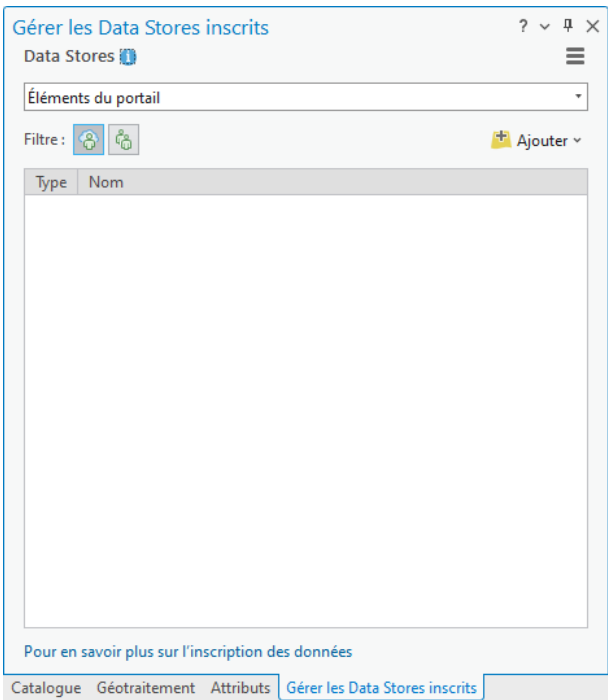 Gérer les Data Stores inscrits ?
Data Stores
Éléments du portail
Filtre : Ajouter
Type Nom
Pour en savoir plus sur l'inscription des données
Catalogue Géotraitement Attributs Gérer les Data Stores inscrits